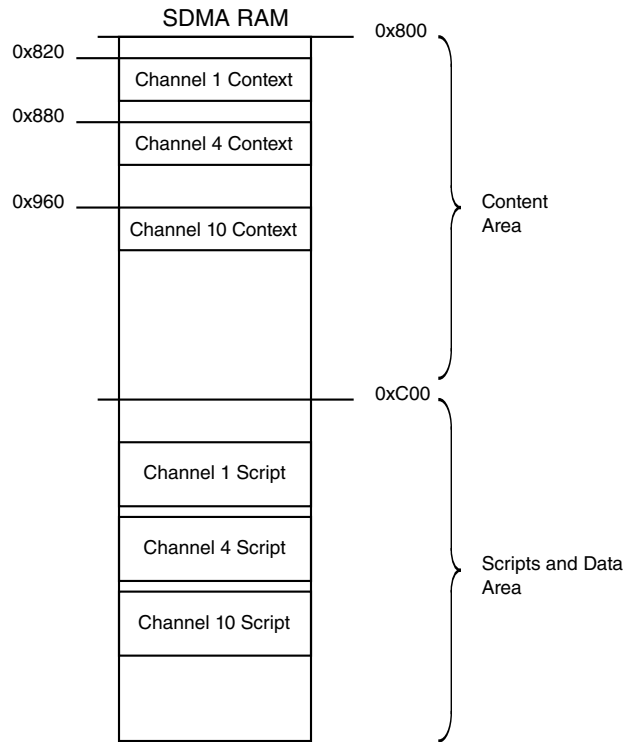 SDMA RAM
0x800
0x820
Channel 1 Context
0x880
Channel 4 Context
0x960
Channel 10 Context
Content
Area
0xC00
Channel 1 Script
Channel 4 Script
Channel 10 Script
Scripts and Data
Area